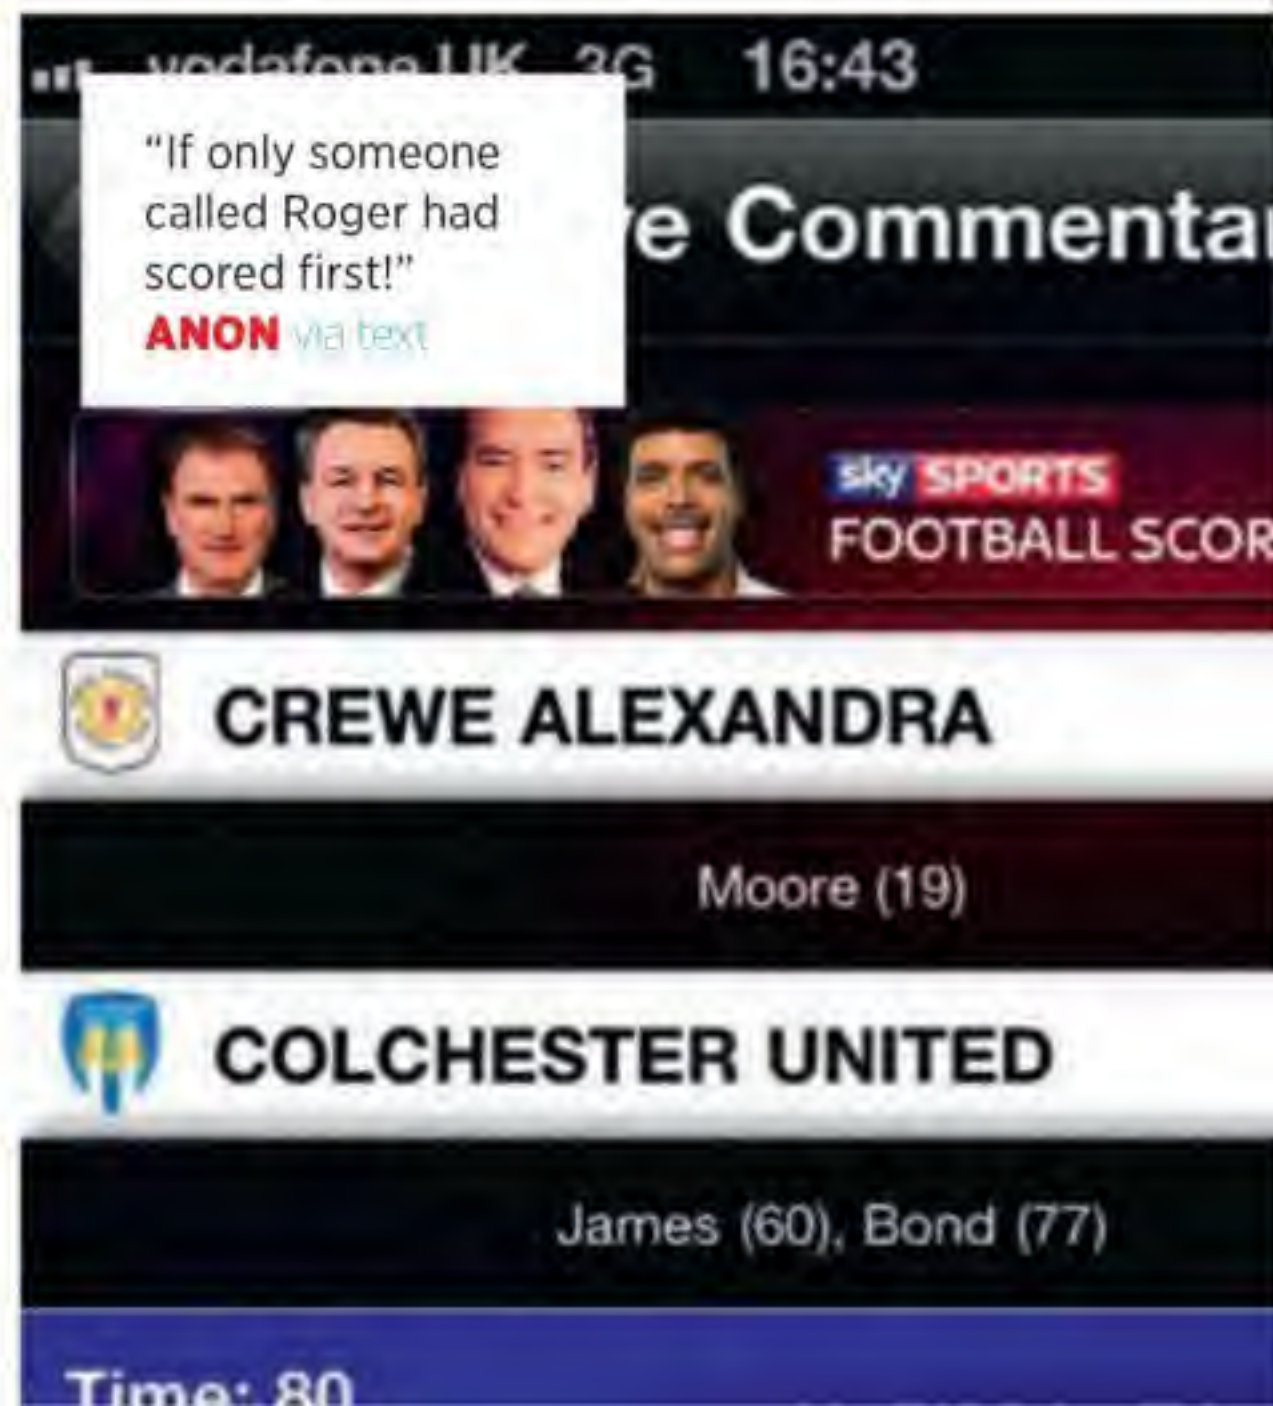 vodafone UK 3G 16:43
“If only someone
called Roger had
scored first!”
ANON via text
e Commenta
sky SPORTS
FOOTBALL SCOR
CREWE ALEXANDRA
Moore (19)
COLCHESTER UNITED
James (60), Bond (77)
Time: 80